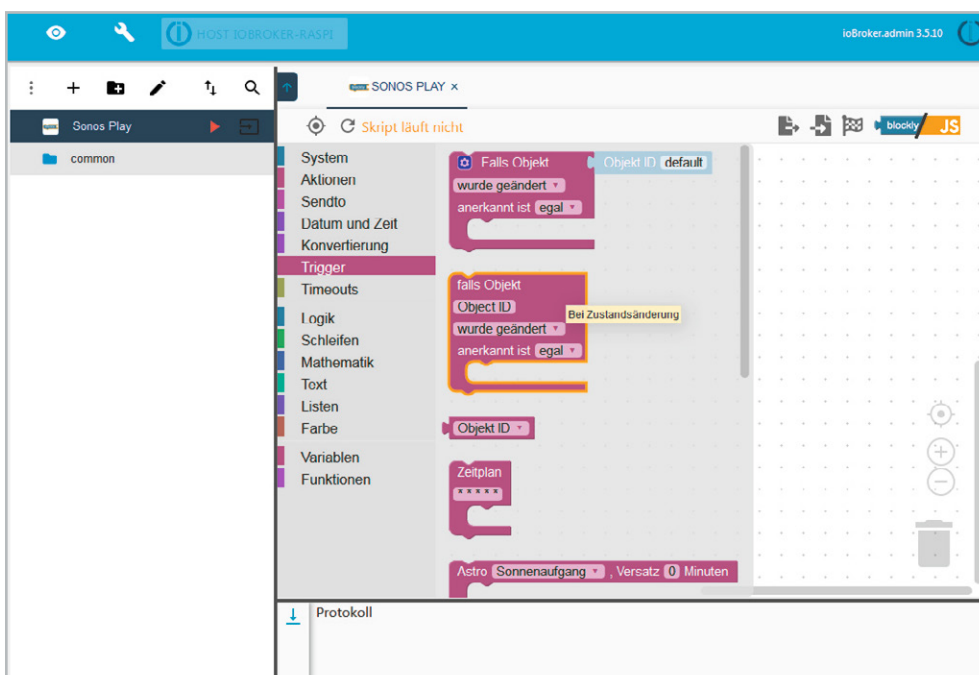 HOST IOBROKER-RASPI
ioBroker.admin 3.5.10
SONOS PLAY ×
Sonos Play
common
Skript läuft nicht
blockly JS
System
Aktionen
Sendto
Datum und Zeit
Konvertierung
Trigger
Timeouts
Logik
Schleifen
Mathematik
Text
Listen
Farbe
Variablen
Funktionen
Falls Objekt Objekt ID default
wurde geändert
anerkannt ist egal
falls Objekt
Object ID
Bei Zustandsänderung
wurde geändert
anerkannt ist egal
Objekt ID
Zeitplan
* * * * *
Astro Sonnenaufgang , Versatz 0 Minuten
Protokoll